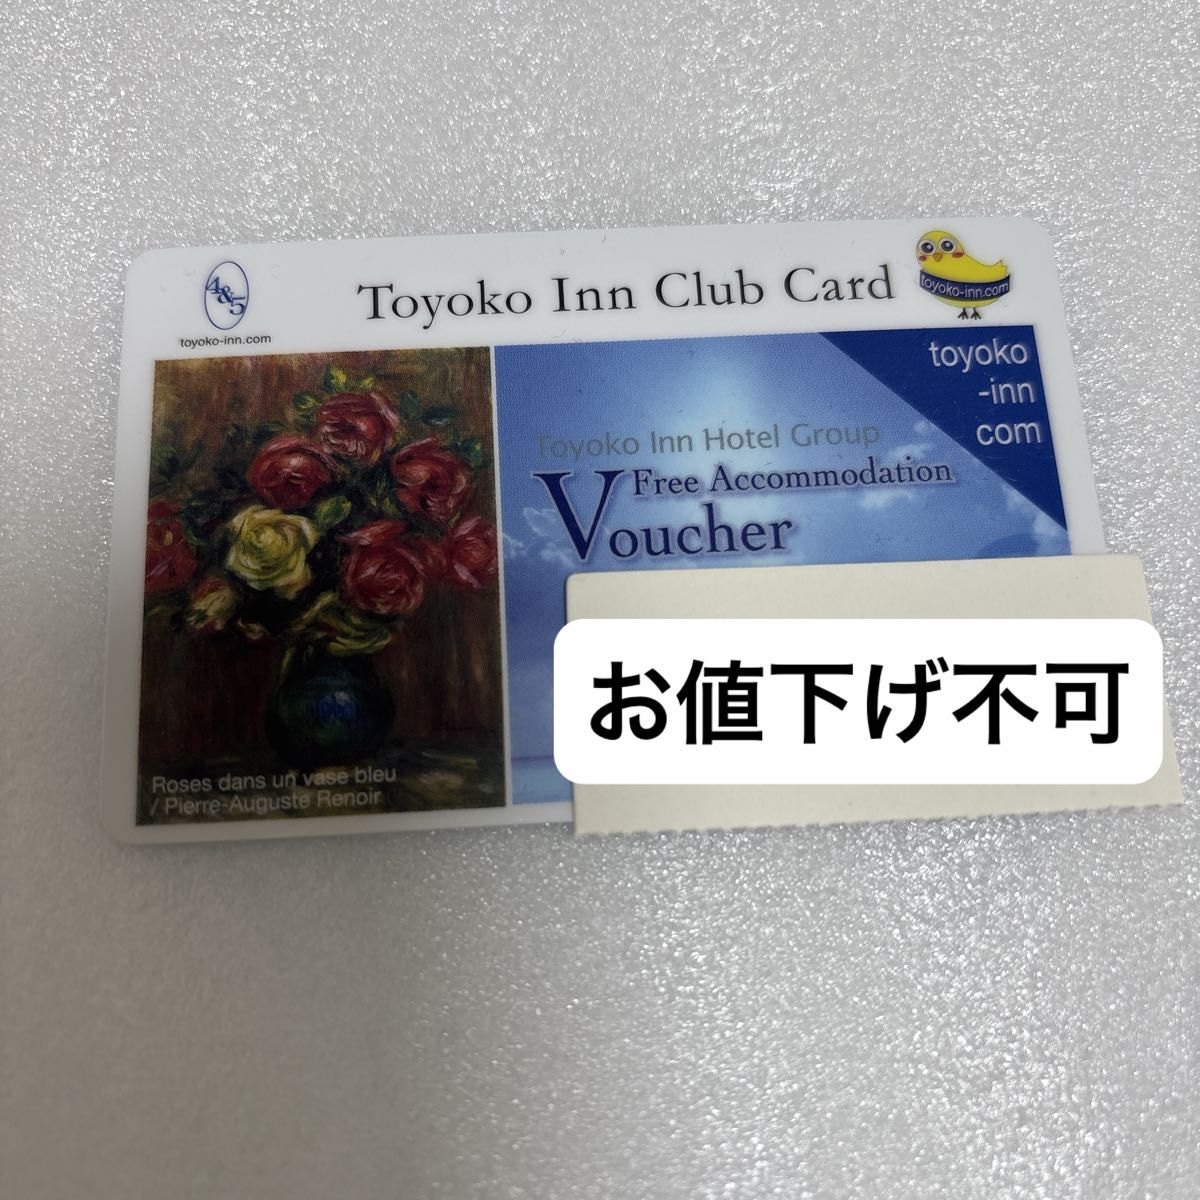 A&5
toyoko-inn.com
Toyoko Inn Club Card
toyoko-inn.com
toyoko
-inn
com
Toyoko Inn Hotel Group
Free Accommodation
Voucher
お値下げ不可
Roses dans un vase bleu
/ Pierre-Auguste Renoir